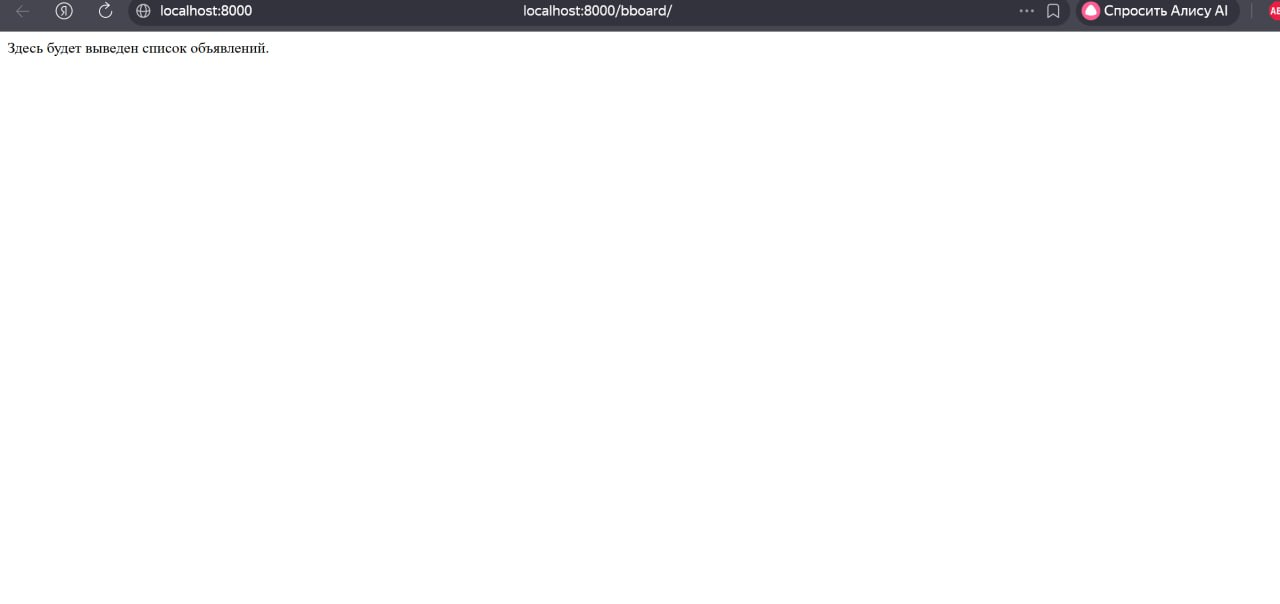 Я localhost:8000 localhost:8000/bboard/ Спросить Алису AI
Здесь будет выведен список объявлений.